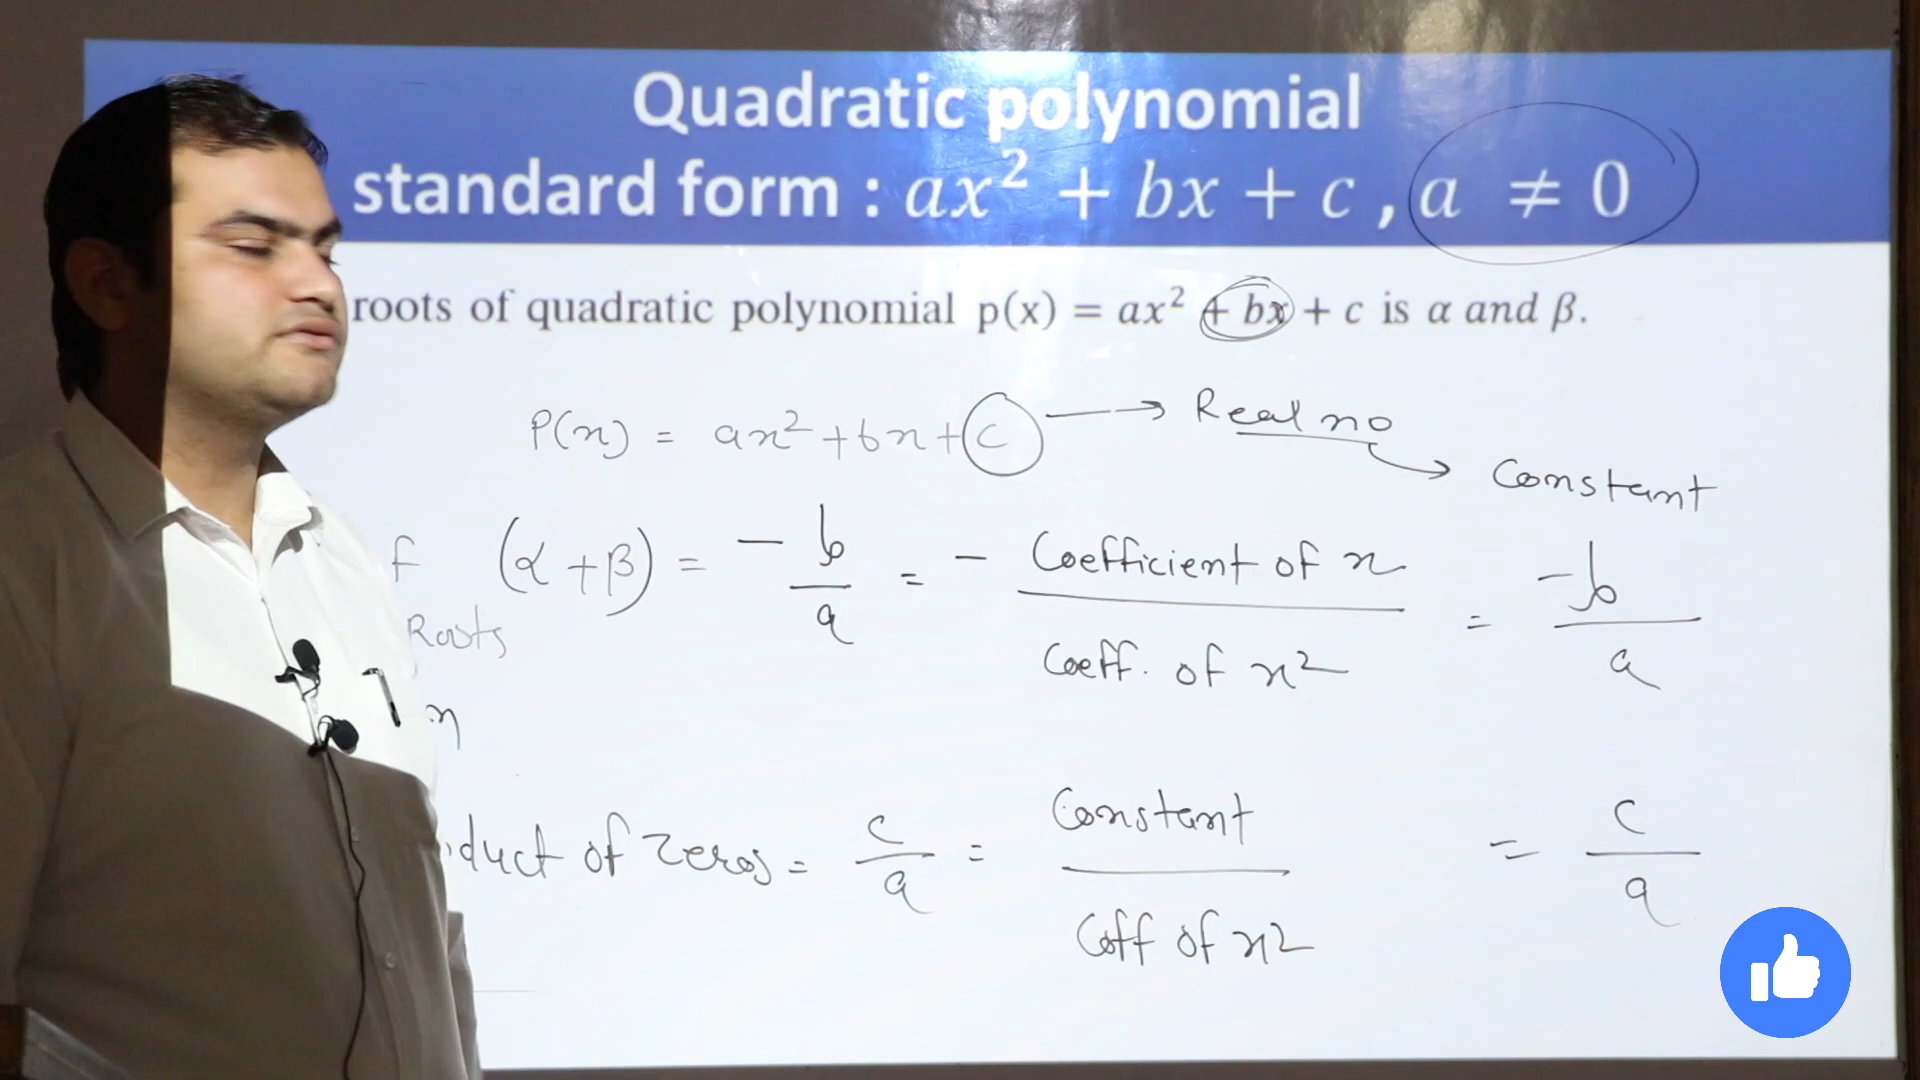 Quadratic polynomial
standard form : ax² + bx + c , a ≠ 0
roots of quadratic polynomial p(x) = ax² + bx + c is α and β.
P(x) = ax² + bx + c → Real no → Constant
f (α + β) = - b/a = - Coefficient of x / Coeff. of x² = -b/a
Roots
duct of Zeros = c/a = Constant / Coff of x² = c/a